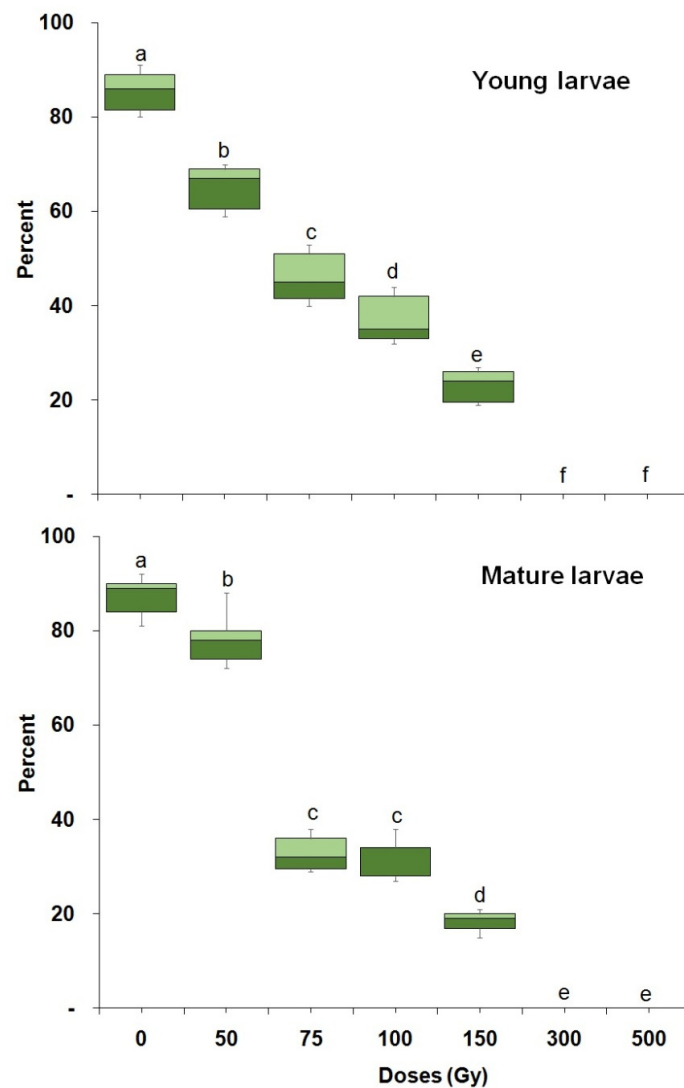 100
a
Young larvae
80
b
60
c
d
Percent
40
e
20
f f
-
100
a
Mature larvae
b
80
60
Percent
40
c c
d
20
e e
-
0 50 75 100 150 300 500
Doses (Gy)